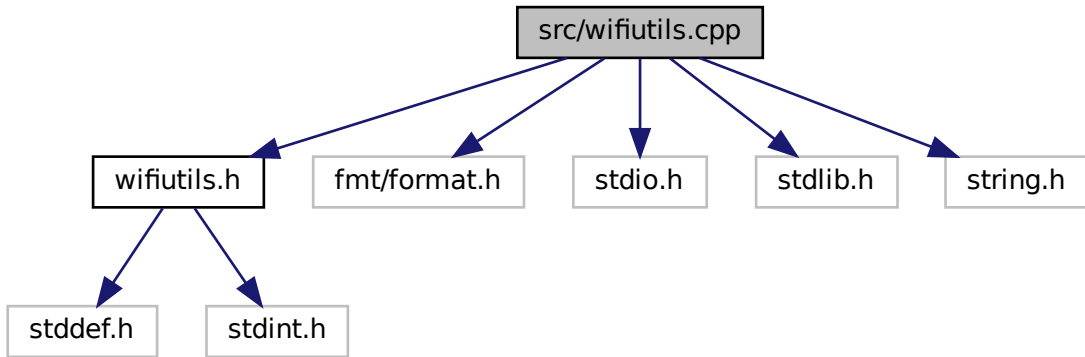 src/wifiutils.cpp
wifiutils.h
fmt/format.h
stdio.h
stdlib.h
string.h
stddef.h
stdint.h